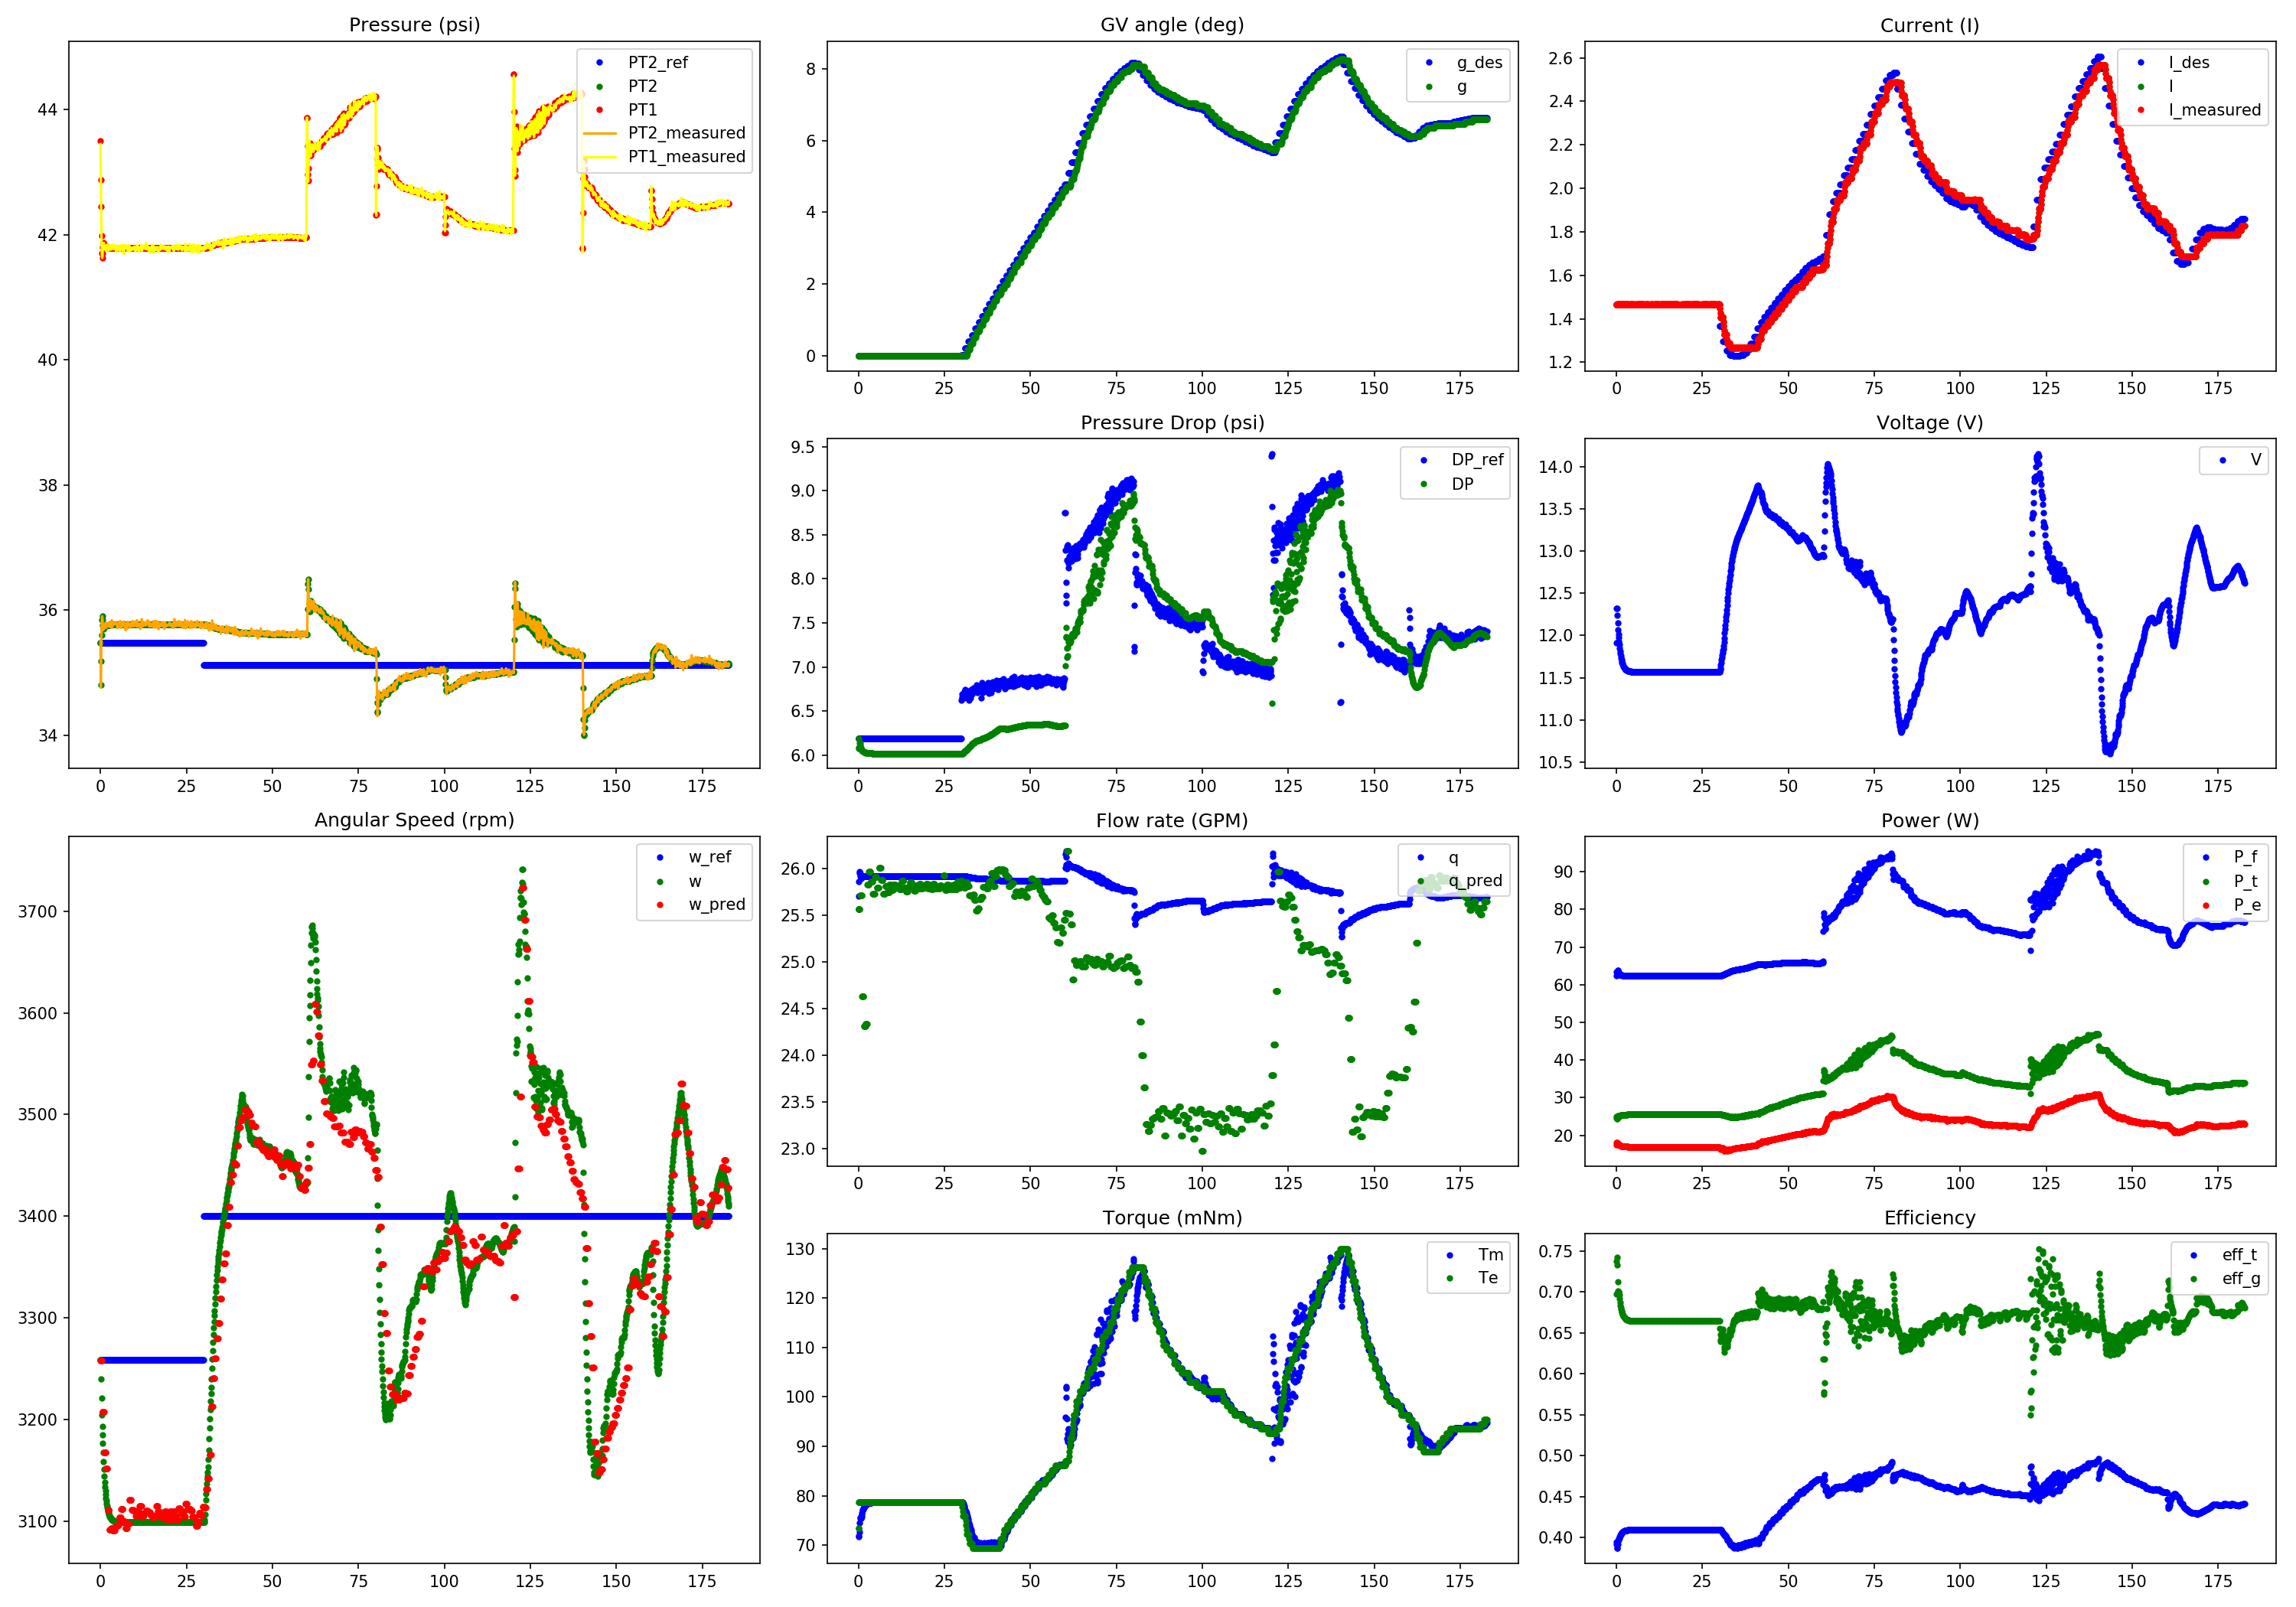 Pressure (psi)
PT2_ref
PT2
PT1
PT2_measured
PT1_measured
44
42
40
38
36
34
0 25 50 75 100 125 150 175
GV angle (deg)
g_des
g
8
6
4
2
0
0 25 50 75 100 125 150 175
Current (I)
I_des
I
I_measured
2.6
2.4
2.2
2.0
1.8
1.6
1.4
1.2
0 25 50 75 100 125 150 175
Pressure Drop (psi)
DP_ref
DP
9.5
9.0
8.5
8.0
7.5
7.0
6.5
6.0
0 25 50 75 100 125 150 175
Voltage (V)
V
14.0
13.5
13.0
12.5
12.0
11.5
11.0
10.5
0 25 50 75 100 125 150 175
Angular Speed (rpm)
w_ref
w
w_pred
3700
3600
3500
3400
3300
3200
3100
0 25 50 75 100 125 150 175
Flow rate (GPM)
q
q_pred
26.0
25.5
25.0
24.5
24.0
23.5
23.0
0 25 50 75 100 125 150 175
Power (W)
P_f
P_t
P_e
90
80
70
60
50
40
30
20
0 25 50 75 100 125 150 175
Torque (mNm)
Tm
Te
130
120
110
100
90
80
70
0 25 50 75 100 125 150 175
Efficiency
eff_t
eff_g
0.75
0.70
0.65
0.60
0.55
0.50
0.45
0.40
0 25 50 75 100 125 150 175